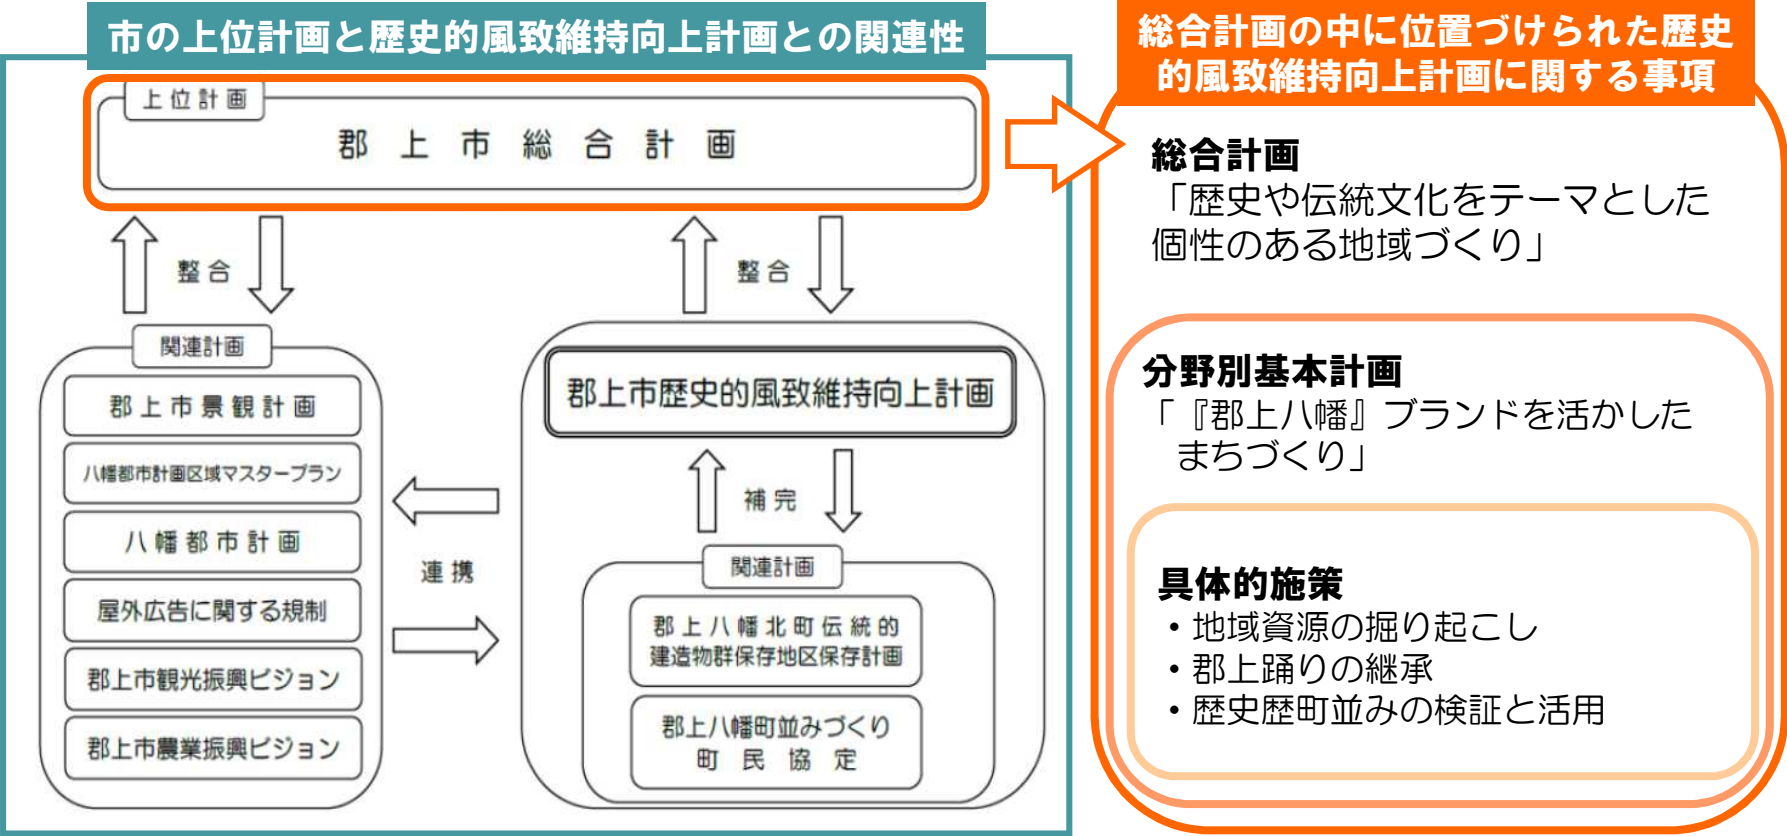 市の上位計画と歴史的風致維持向上計画との関連性
上位計画
郡上市総合計画
整合
整合
関連計画
郡上市景観計画
八幡都市計画区域マスタープラン
八幡都市計画
屋外広告に関する規制
郡上市観光振興ビジョン
郡上市農業振興ビジョン
連携
郡上市歴史的風致維持向上計画
補完
関連計画
郡上八幡北町伝統的
建造物群保存地区保存計画
郡上八幡町並みづくり
町民協定
総合計画の中に位置づけられた歴史
的風致維持向上計画に関する事項
総合計画
「歴史や伝統文化をテーマとした
個性のある地域づくり」
分野別基本計画
「『郡上八幡』ブランドを活かした
まちづくり」
具体的施策
・地域資源の掘り起こし
・郡上踊りの継承
・歴史歴町並みの検証と活用